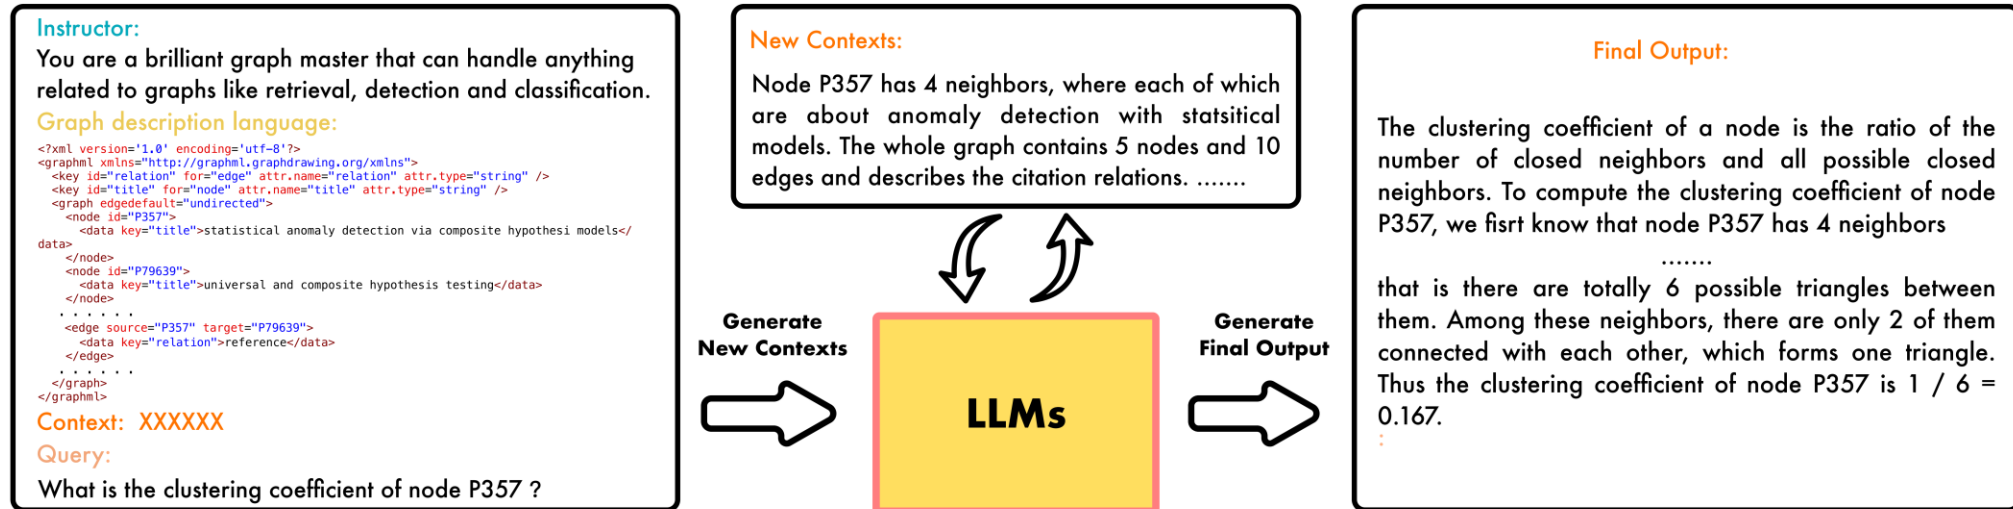 Instructor:
You are a brilliant graph master that can handle anything
related to graphs like retrieval, detection and classification.
Graph description language:
<?xml version='1.0' encoding='utf-8'?>
<graphml xmlns="http://graphml.graphdrawing.org/xmlns">
<key id="relation" for="edge" attr.name="relation" attr.type="string" />
<key id="title" for="node" attr.name="title" attr.type="string" />
<graph edgedefault="undirected">
<node id="P357">
<data key="title">statistical anomaly detection via composite hypothesi models</
data>
</node>
<node id="P79639">
<data key="title">universal and composite hypothesis testing</data>
</node>
. . . . . .
<edge source="P357" target="P79639">
<data key="relation">reference</data>
</edge>
. . . . . .
</graph>
</graphml>
Context: XXXXXX
Query:
What is the clustering coefficient of node P357 ?
Generate
New Contexts
New Contexts:
Node P357 has 4 neighbors, where each of which
are about anomaly detection with statsitical
models. The whole graph contains 5 nodes and 10
edges and describes the citation relations. .......
LLMs
Generate
Final Output
Final Output:
The clustering coefficient of a node is the ratio of the
number of closed neighbors and all possible closed
neighbors. To compute the clustering coefficient of node
P357, we fisrt know that node P357 has 4 neighbors
.......
that is there are totally 6 possible triangles between
them. Among these neighbors, there are only 2 of them
connected with each other, which forms one triangle.
Thus the clustering coefficient of node P357 is 1 / 6 =
0.167.
: